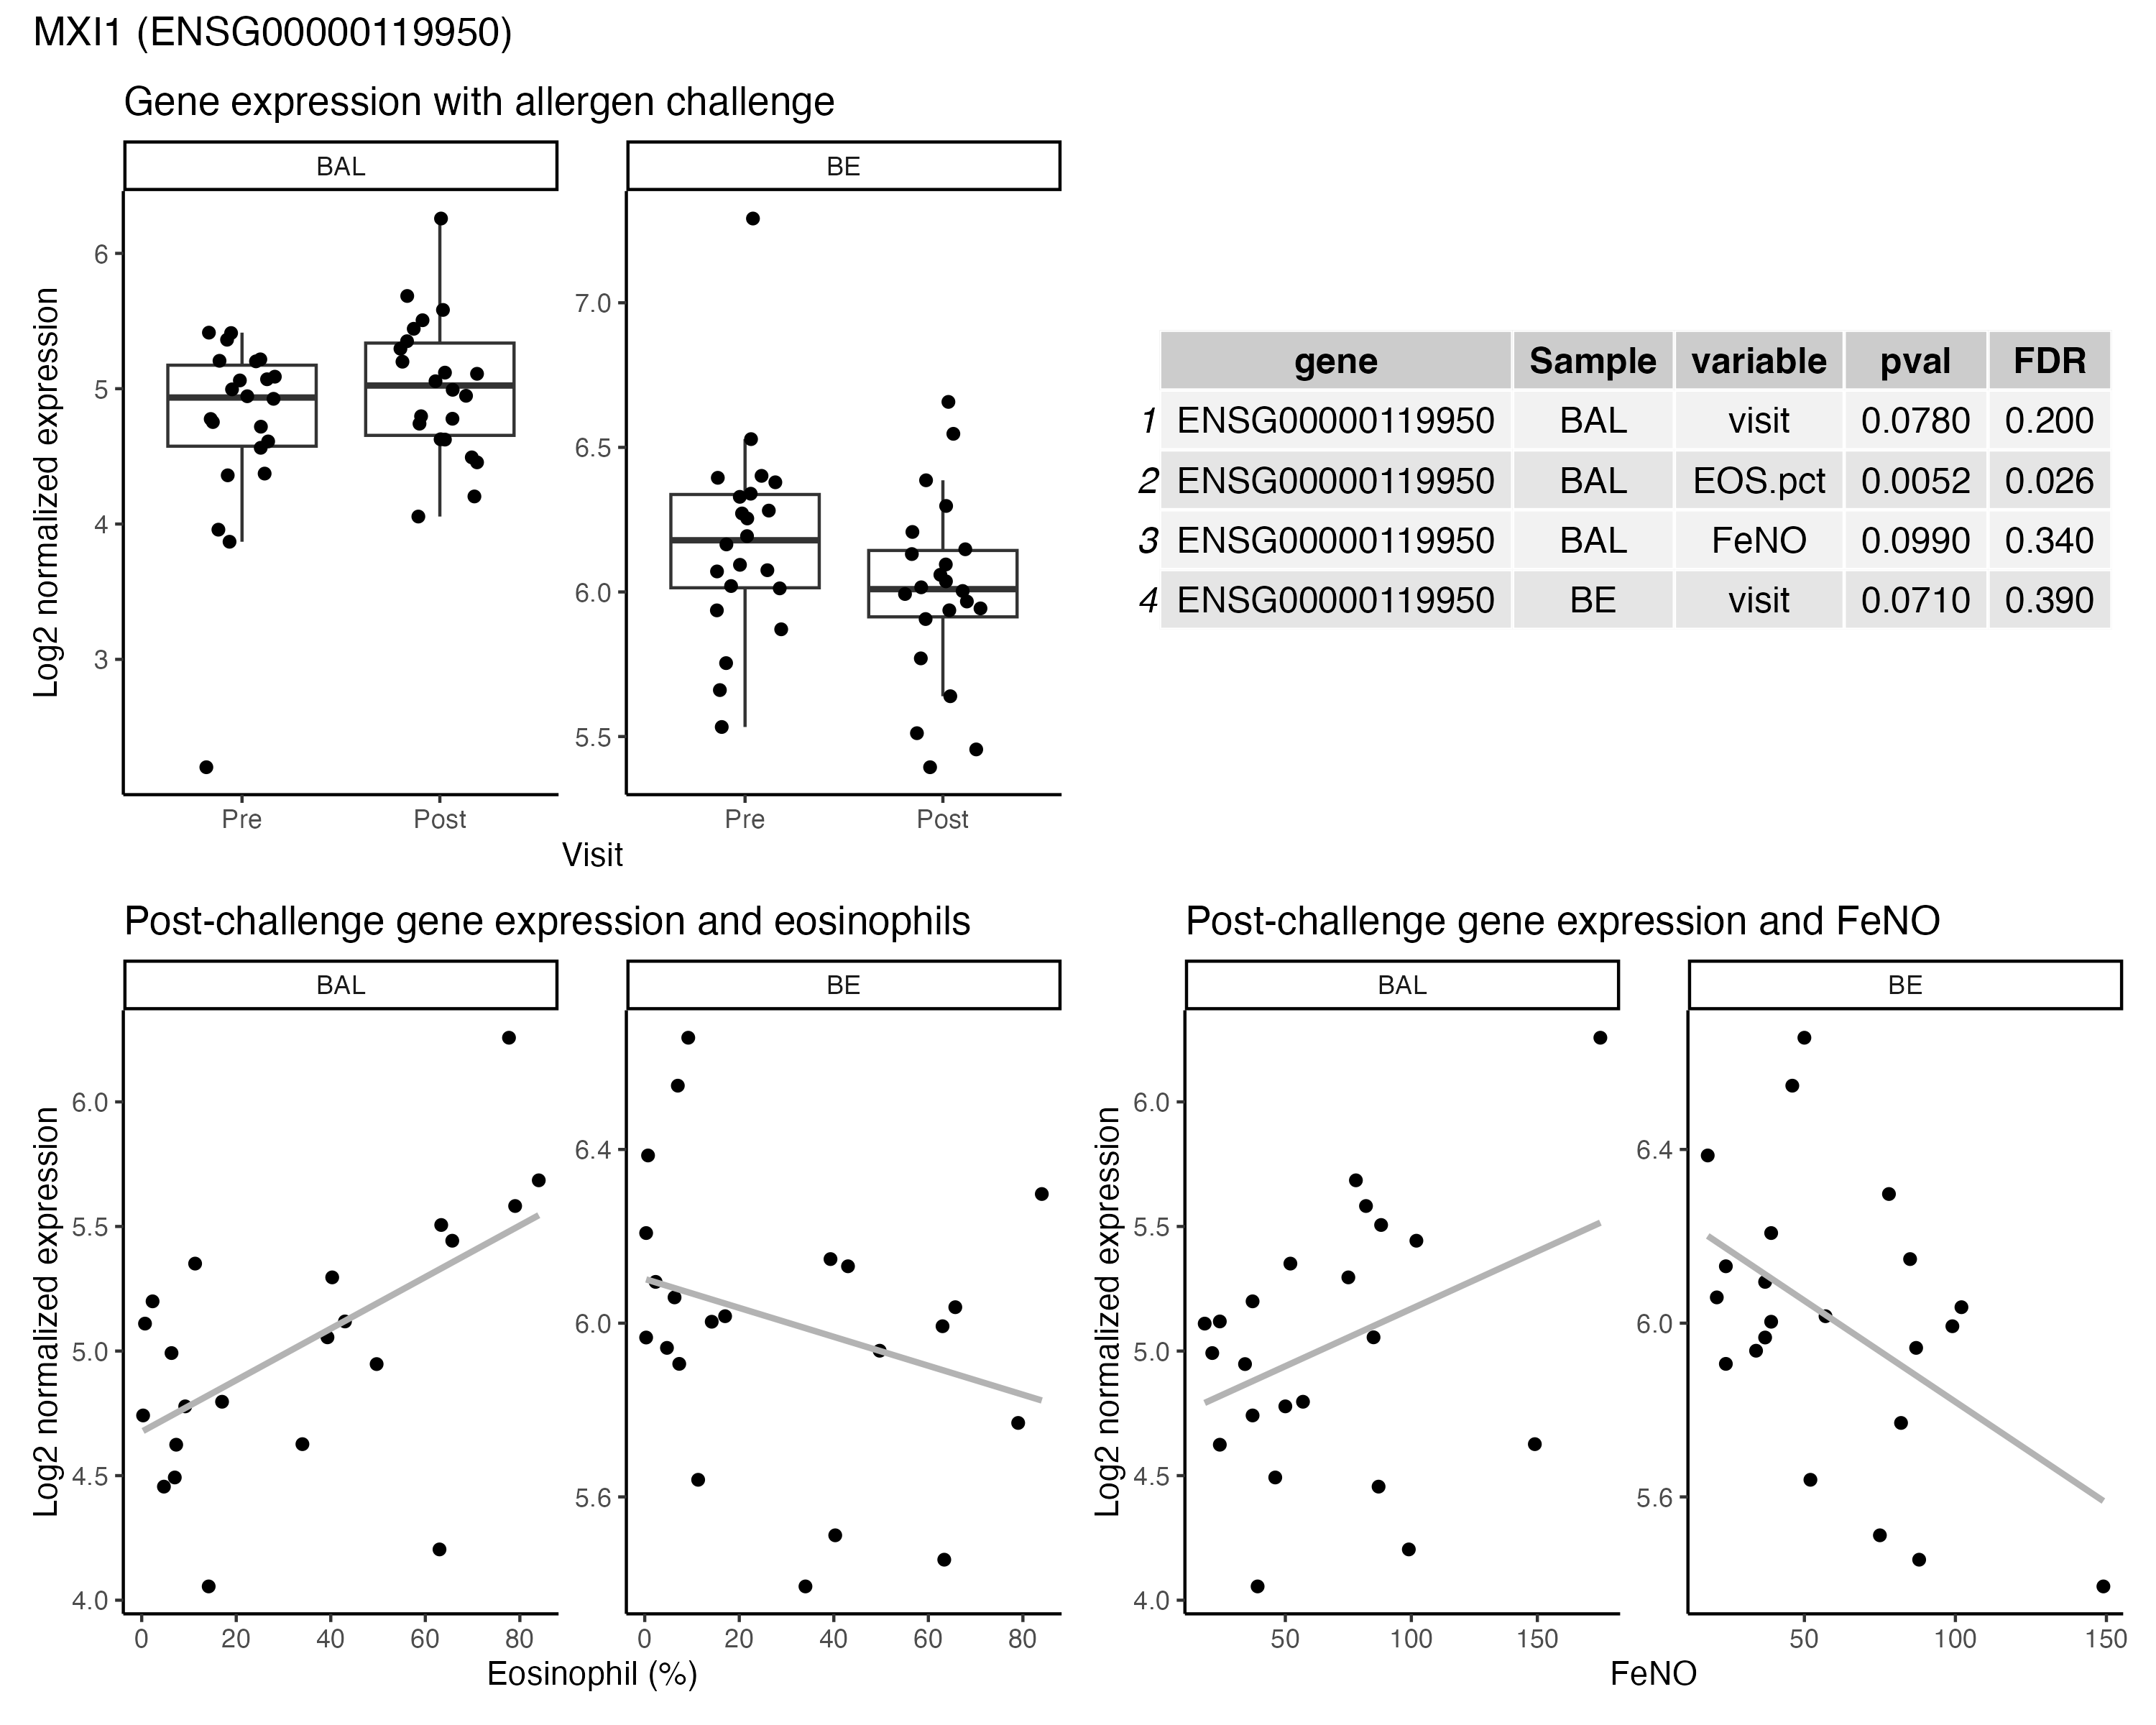 MXI1 (ENSG00000119950)
Gene expression with allergen challenge
BAL BE
Log2 normalized expression
6
5
4
3
7.0
6.5
6.0
5.5
Pre Post Pre Post
Visit
gene Sample variable pval FDR
1 ENSG00000119950 BAL visit 0.0780 0.200
2 ENSG00000119950 BAL EOS.pct 0.0052 0.026
3 ENSG00000119950 BAL FeNO 0.0990 0.340
4 ENSG00000119950 BE visit 0.0710 0.390
Post-challenge gene expression and eosinophils
BAL BE
Log2 normalized expression
6.0
5.5
5.0
4.5
4.0
6.4
6.0
5.6
0 20 40 60 80 0 20 40 60 80
Eosinophil (%)
Post-challenge gene expression and FeNO
BAL BE
Log2 normalized expression
6.0
5.5
5.0
4.5
4.0
6.4
6.0
5.6
50 100 150 50 100 150
FeNO